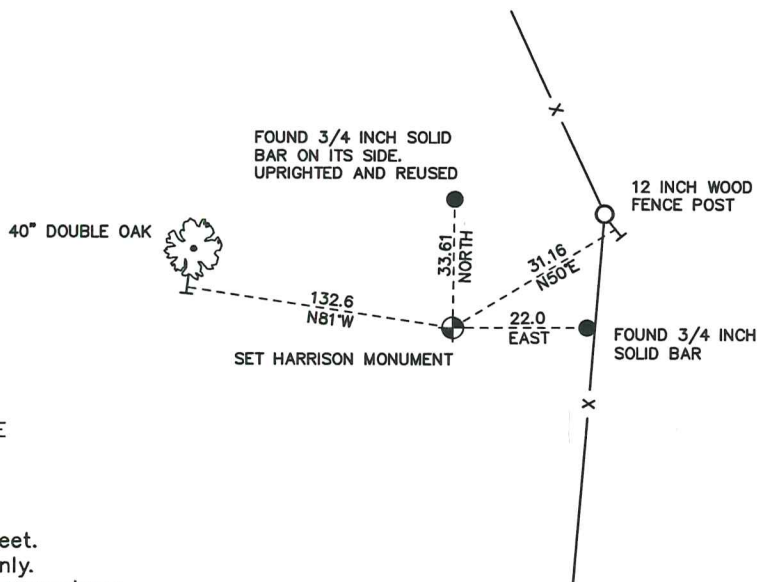 FOUND 3/4 INCH SOLID
BAR ON ITS SIDE.
UPRIGHTED AND REUSED
12 INCH WOOD
FENCE POST
40" DOUBLE OAK
33.61
NORTH
31.16
N50°E
132.6
N81°W
22.0
EAST
FOUND 3/4 INCH
SOLID BAR
SET HARRISON MONUMENT
X
X
E
eet.
nly.